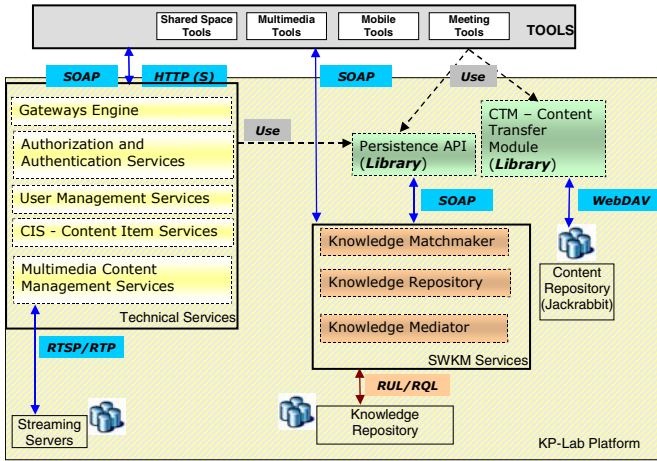 Shared Space
Tools
Multimedia
Tools
Mobile
Tools
Meeting
Tools
TOOLS
SOAP
HTTP (S)
SOAP
Use
Gateways Engine
Authorization and
Authentication Services
User Management Services
CIS - Content Item Services
Multimedia Content
Management Services
Technical Services
Use
Persistence API
(Library)
CTM – Content
Transfer
Module
(Library)
SOAP
WebDAV
Knowledge Matchmaker
Knowledge Repository
Knowledge Mediator
SWKM Services
Content
Repository
(Jackrabbit)
RTSP/RTP
RUL/RQL
Streaming
Servers
Knowledge
Repository
KP-Lab Platform